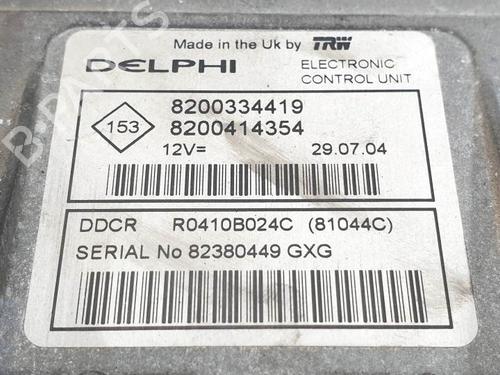 Made in the Uk by TRW
DELPHI
ELECTRONIC
CONTROL UNIT
153
8200334419
8200414354
12V=
29.07.04
DDCR R0410B024C (81044C)
SERIAL No 82380449 GXG
B-PARTS